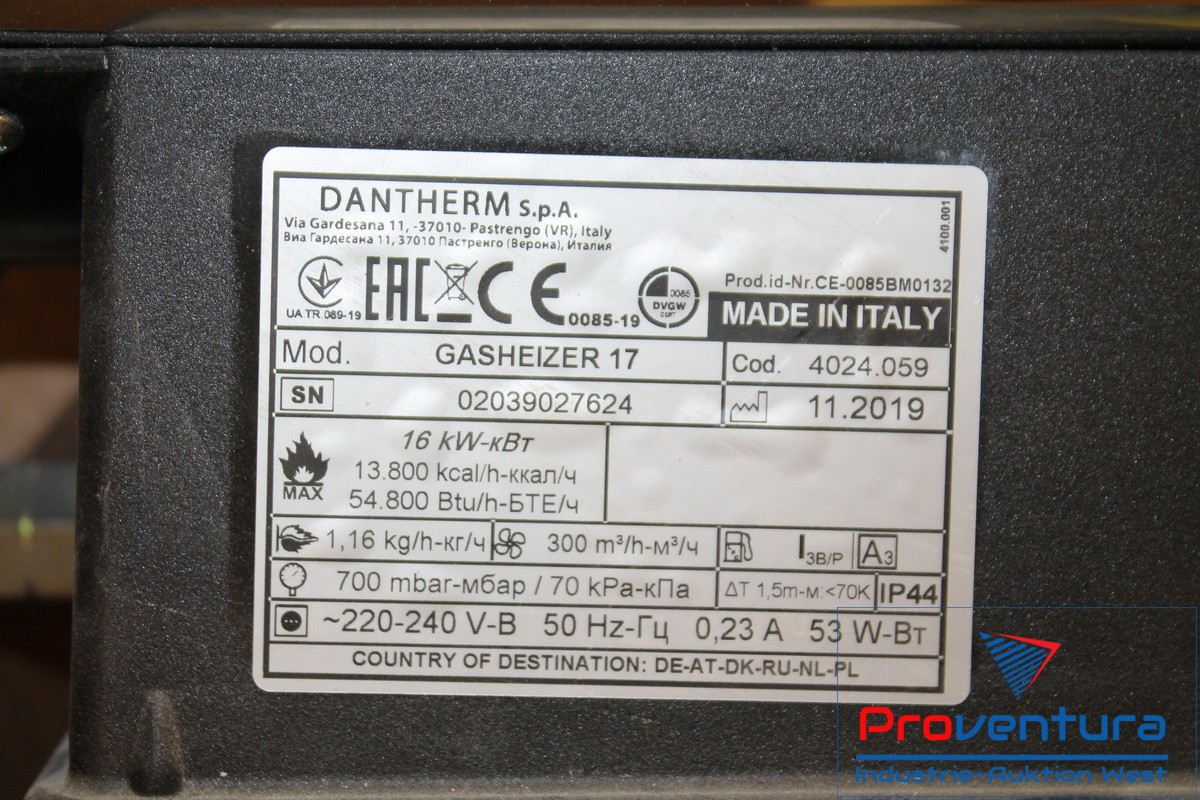 DANTHERM S.p.A.
Via Gardesana 11, -37010- Pastrengo (VR), Italy
Виа Гардесана 11, 37010 Пастренго (Верона), Италия
4100.001
UA.TR.089-19
EAC
CE
0085-19
0085
DVGW
CERT
Prod.id-Nr.CE-0085BM0132
MADE IN ITALY
Mod. GASHEIZER 17
Cod. 4024.059
SN 02039027624
11.2019
MAX
16 kW-кВт
13.800 kcal/h-ккал/ч
54.800 Btu/h-БТЕ/ч
1,16 kg/h-кг/ч
300 m³/h-м³/ч
I3B/P A3
700 mbar-мбар / 70 kPa-кПа
ΔT 1,5m-м:<70K
IP44
~220-240 V-В 50 Hz-Гц 0,23 A 53 W-Вт
COUNTRY OF DESTINATION: DE-AT-DK-RU-NL-PL
Proventura
Industrie-Auktion West